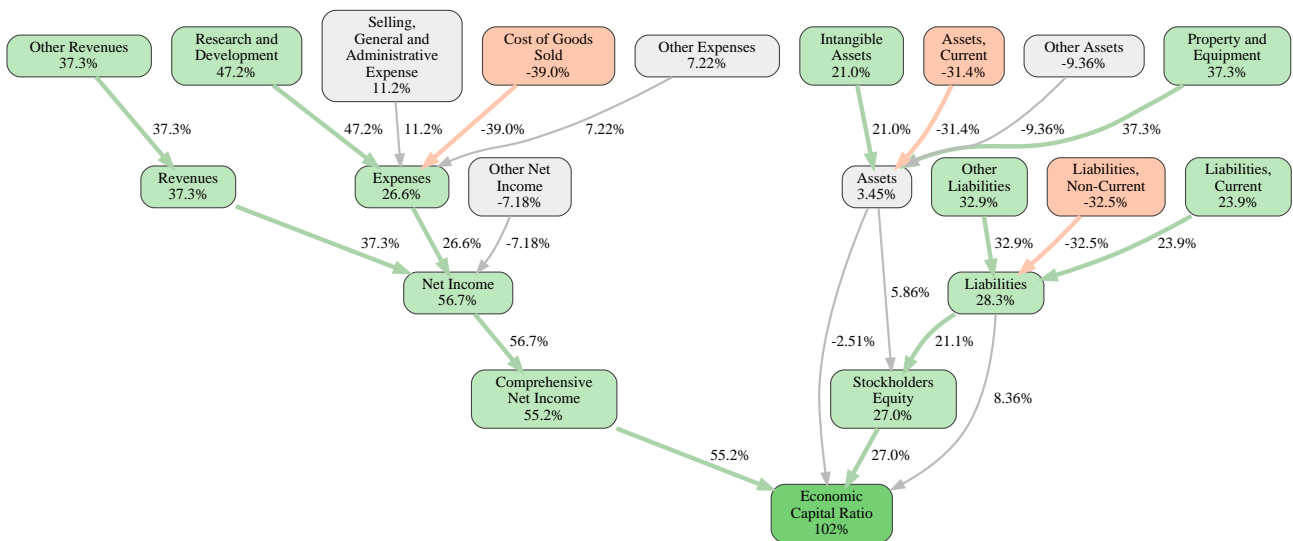 Other Revenues
37.3%
Research and
Development
47.2%
Selling,
General and
Administrative
Expense
11.2%
Cost of Goods
Sold
-39.0%
Other Expenses
7.22%
Intangible
Assets
21.0%
Assets,
Current
-31.4%
Other Assets
-9.36%
Property and
Equipment
37.3%
37.3%
47.2%
11.2%
-39.0%
7.22%
21.0%
-31.4%
-9.36%
37.3%
Revenues
37.3%
Expenses
26.6%
Other Net
Income
-7.18%
Assets
3.45%
Other
Liabilities
32.9%
Liabilities,
Non-Current
-32.5%
Liabilities,
Current
23.9%
37.3%
26.6%
-7.18%
32.9%
-32.5%
23.9%
Net Income
56.7%
Liabilities
28.3%
5.86%
56.7%
-2.51%
21.1%
Comprehensive
Net Income
55.2%
Stockholders
Equity
27.0%
8.36%
55.2%
27.0%
Economic
Capital Ratio
102%